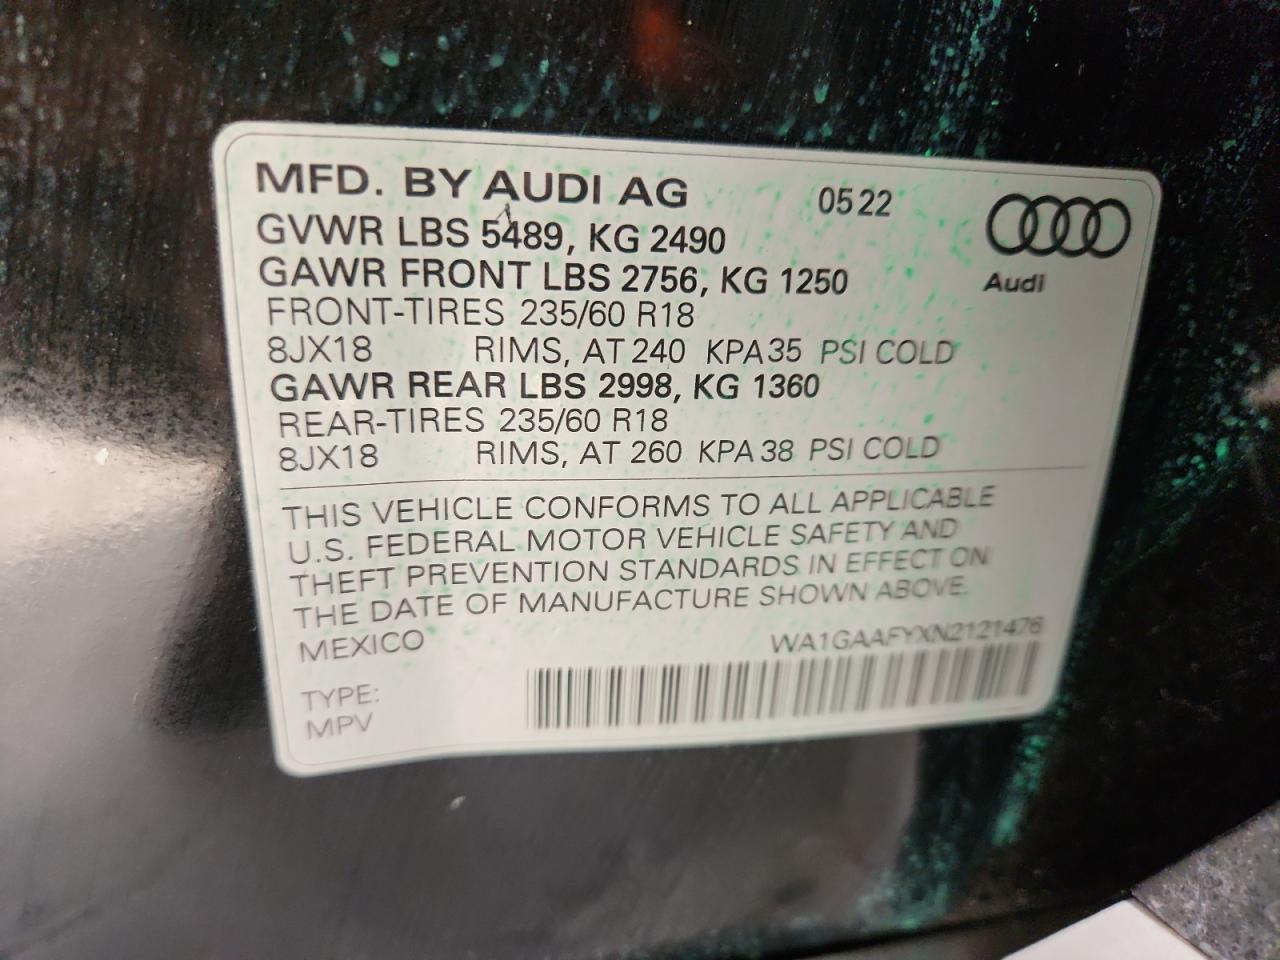 MFD. BY AUDI AG 0522
GVWR LBS 5489, KG 2490
GAWR FRONT LBS 2756, KG 1250
Audi
FRONT-TIRES 235/60 R18
8JX18 RIMS, AT 240 KPA 35 PSI COLD
GAWR REAR LBS 2998, KG 1360
REAR-TIRES 235/60 R18
8JX18 RIMS, AT 260 KPA 38 PSI COLD
THIS VEHICLE CONFORMS TO ALL APPLICABLE
U.S. FEDERAL MOTOR VEHICLE SAFETY AND
THEFT PREVENTION STANDARDS IN EFFECT ON
THE DATE OF MANUFACTURE SHOWN ABOVE.
MEXICO WA1GAAFYXN2121476
TYPE:
MPV